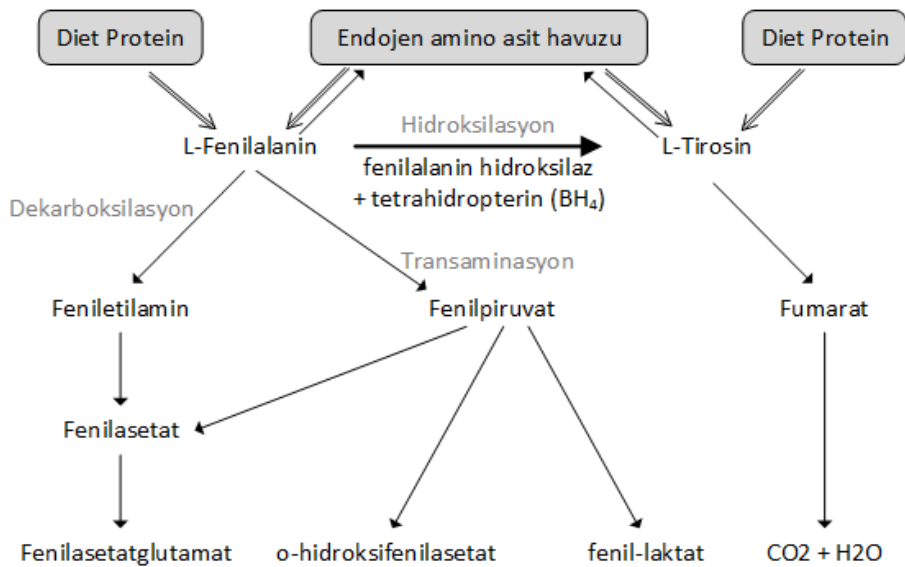 Diet Protein
Endojen amino asit havuzu
Diet Protein
Hidroksilasyon
L-Fenilalanin
L-Tirosin
fenilalanin hidroksilaz
+ tetrahidropterin (BH₄)
Dekarboksilasyon
Transaminasyon
Feniletilamin
Fenilpiruvat
Fumarat
Fenilasetat
Fenilasetatglutamat
o-hidroksifenilasetat
fenil-laktat
CO2 + H2O